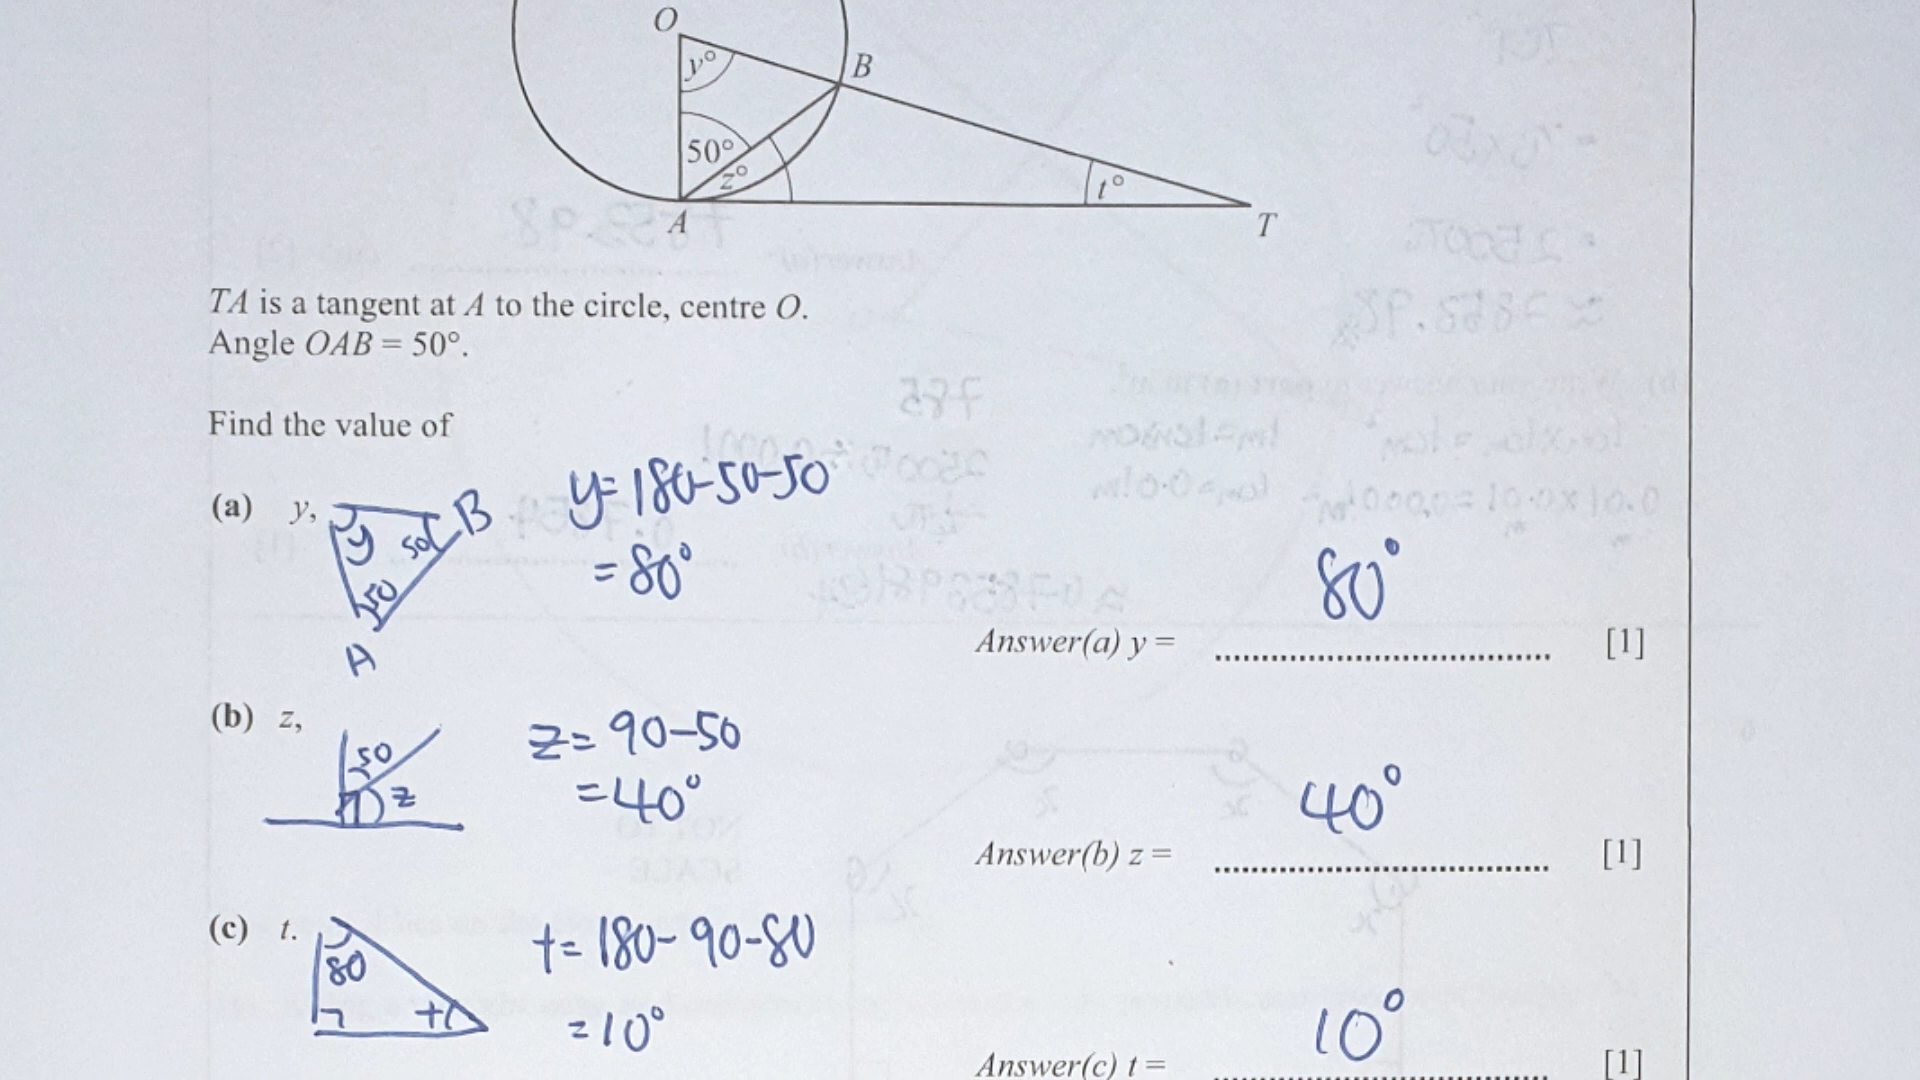 O
y°
B
50°
z°
t°
A
T
TA is a tangent at A to the circle, centre O.
Angle OAB = 50°.
Find the value of
(a) y,
y 50 B
50
A
y = 180-50-50
= 80°
80°
Answer(a) y = .................................. [1]
(b) z,
50
z
z = 90-50
= 40°
40°
Answer(b) z = .................................. [1]
(c) t.
80
t
t = 180-90-80
= 10°
10°
Answer(c) t = .................................. [1]